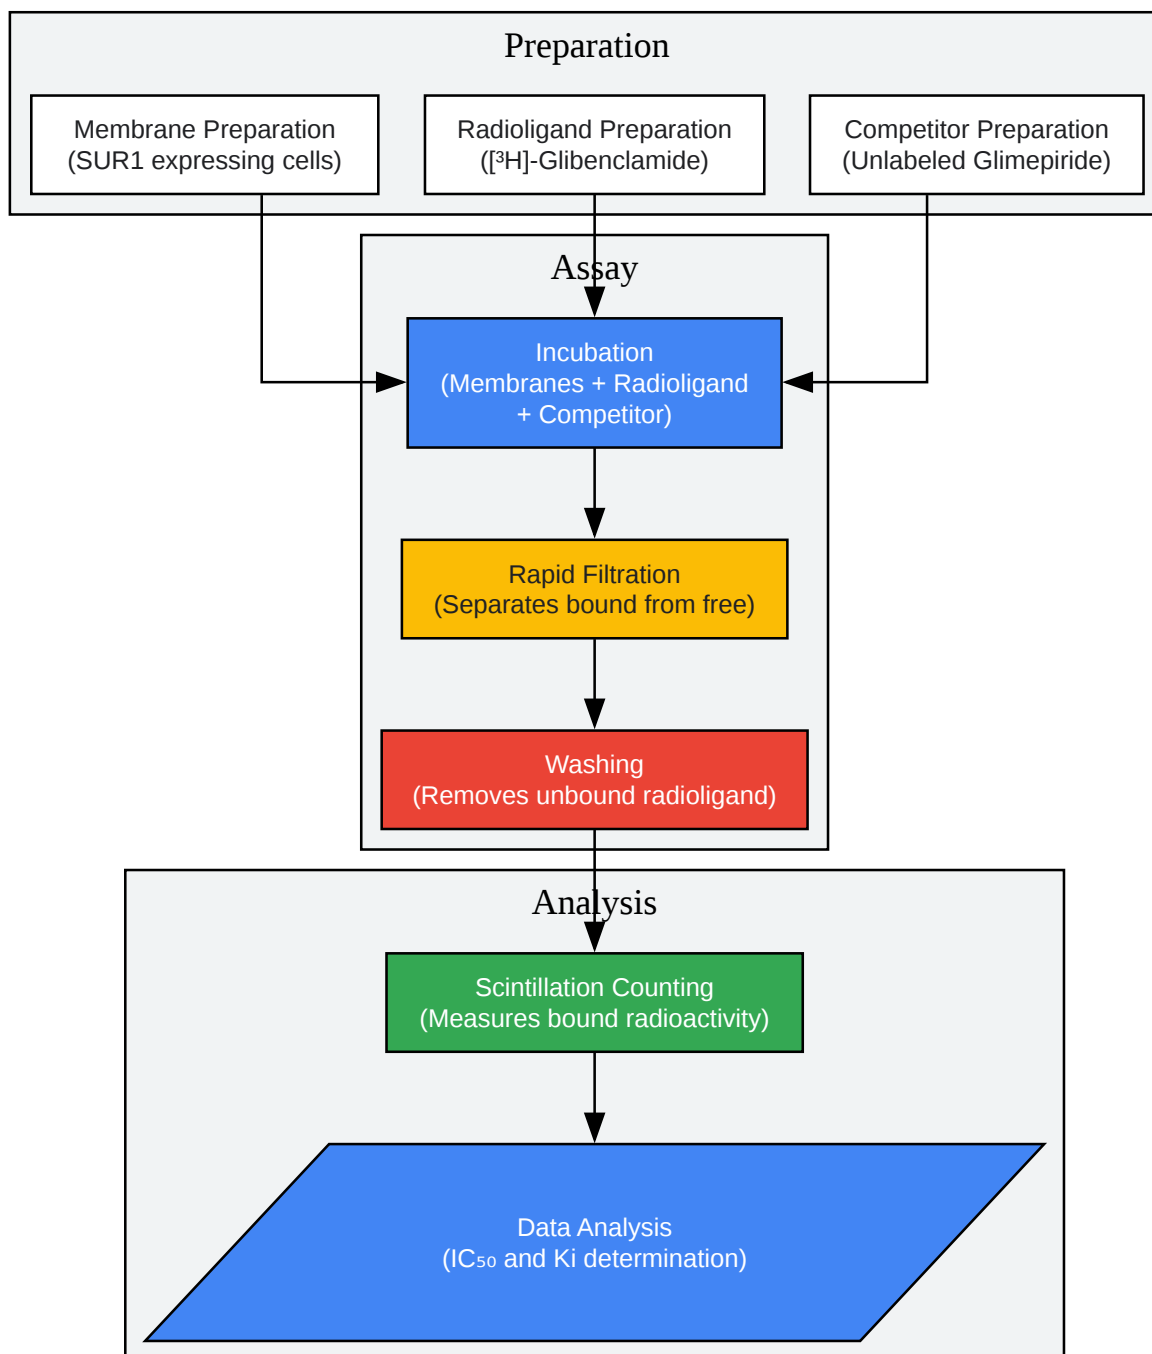 Preparation
Membrane Preparation
(SUR1 expressing cells)
Radioligand Preparation
([³H]-Glibenclamide)
Competitor Preparation
(Unlabeled Glimepiride)
Assay
Incubation
(Membranes + Radioligand
+ Competitor)
Rapid Filtration
(Separates bound from free)
Washing
(Removes unbound radioligand)
Analysis
Scintillation Counting
(Measures bound radioactivity)
Data Analysis
(IC₅₀ and Ki determination)